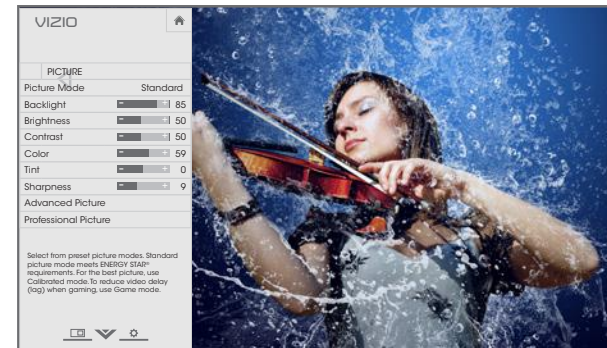 VIZIO
PICTURE
Picture Mode Standard
Backlight 85
Brightness 50
Contrast 50
Color 59
Tint 0
Sharpness 9
Advanced Picture
Professional Picture
Select from preset picture modes. Standard
picture mode meets ENERGY STAR®
requirements. For the best picture, use
Calibrated mode. To reduce video delay
(lag) when gaming, use Game mode.